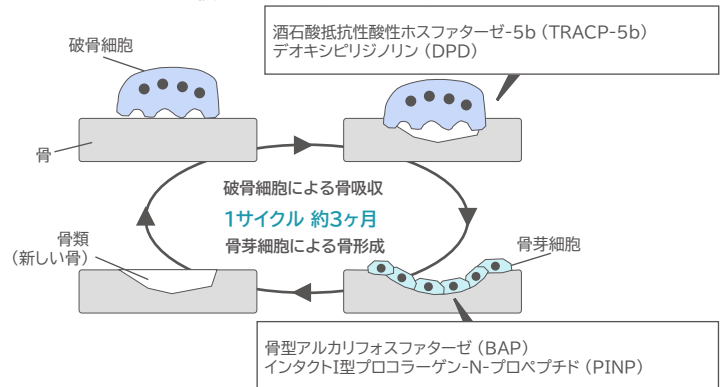 酒石酸抵抗性酸性ホスファターゼ-5b（TRACP-5b）
デオキシピリジノリン（DPD）
破骨細胞
骨
破骨細胞による骨吸収
1サイクル 約3ヶ月
骨芽細胞による骨形成
骨類
（新しい骨）
骨芽細胞
骨型アルカリフォスファターゼ（BAP）
インタクトI型プロコラーゲン-N-プロペプチド（PINP）